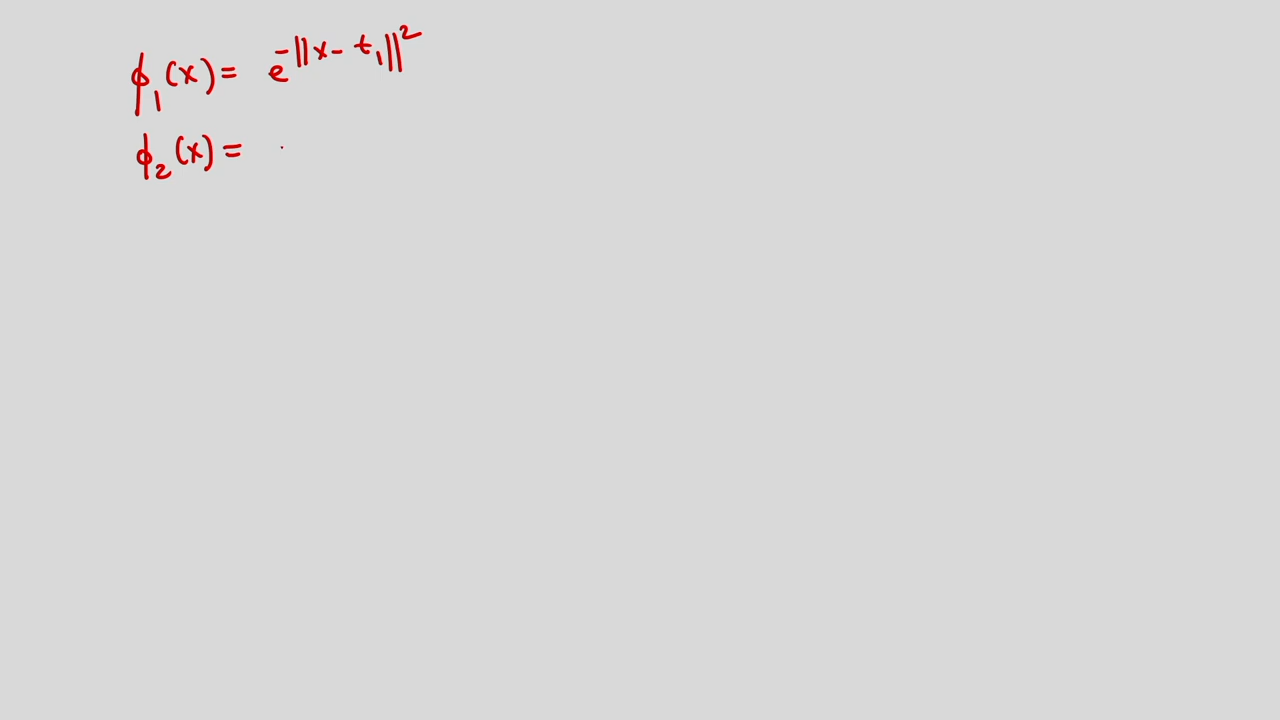 ϕ₁(x) = e^{-||x - t₁||²}
ϕ₂(x) =